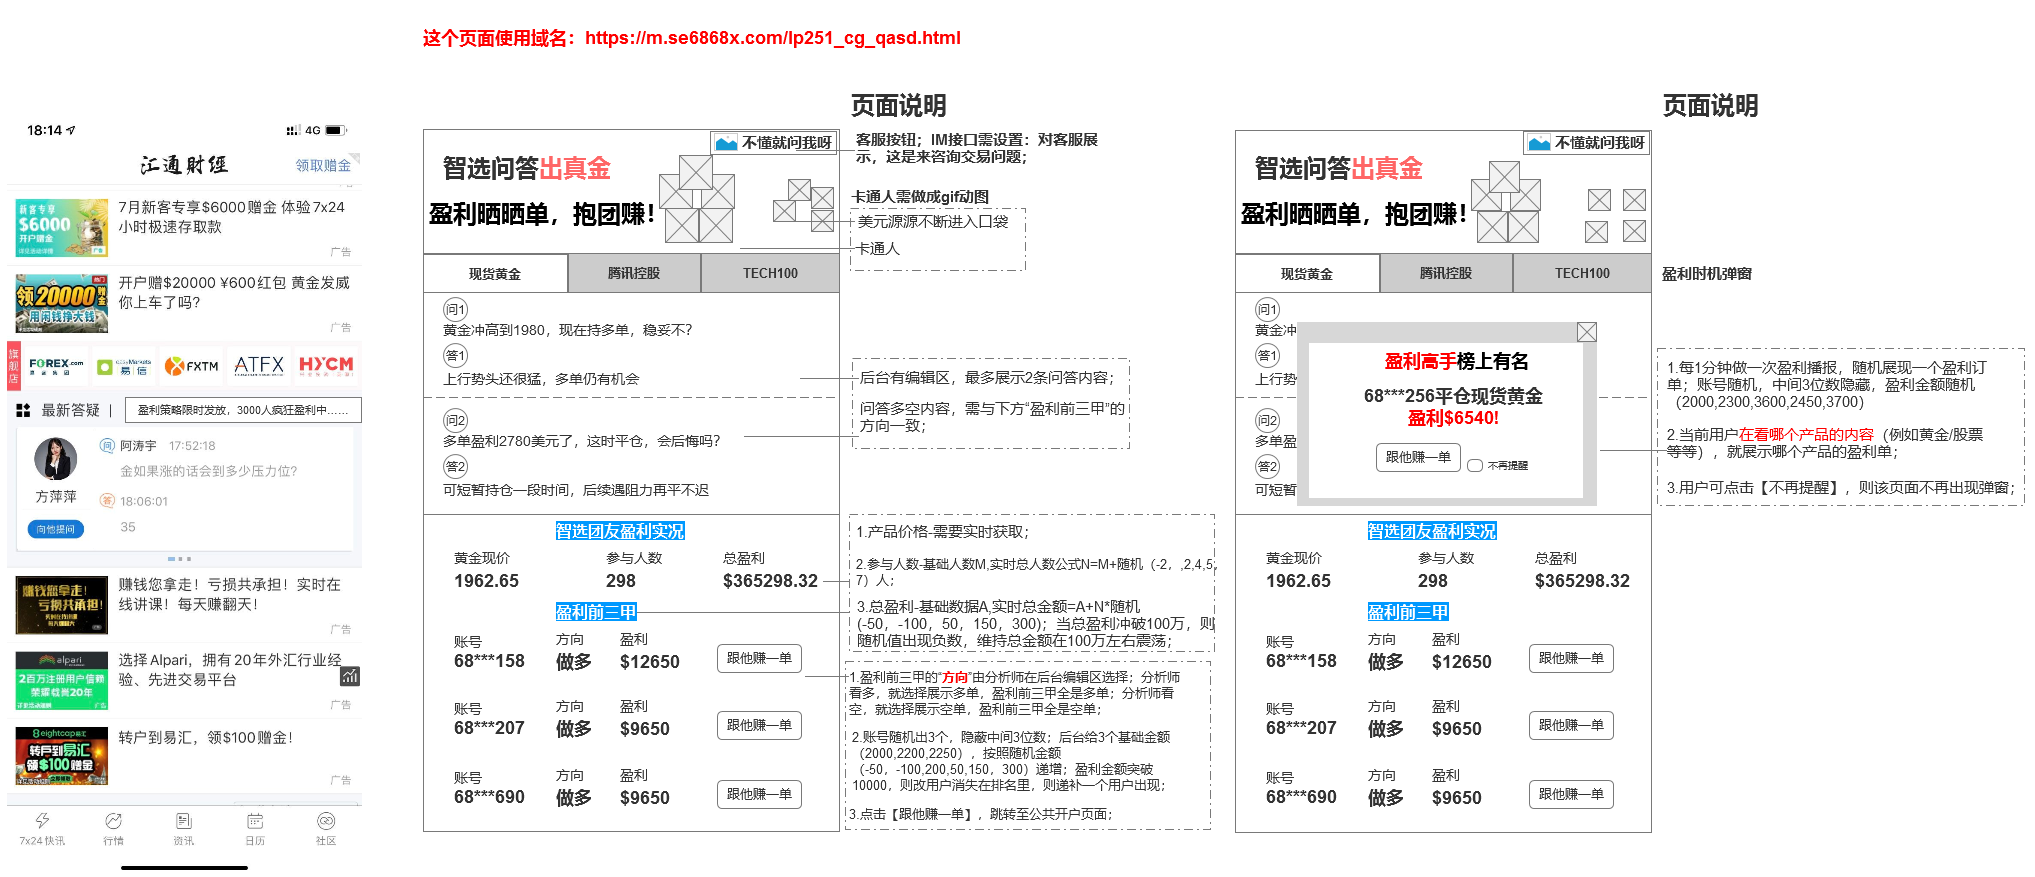 这个页面使用域名：https://m.se6868x.com/lp251_cg_qasd.html
18:14
4G
汇通财经
领取赠金
广告
新客专享
$6000
开户赠金
7月新客专享$6000赠金 体验7x24
小时极速存取款
广告
领20000赠金
用闲钱挣大钱
开户赠$20000 ¥600红包 黄金发威
你上车了吗?
广告
旗舰店
FOREX.com
嘉盛集团
easyMarkets
易信
FXTM
ATFX
HYCM
最新答疑
盈利策略限时发放，3000人疯狂盈利中……
问 阿涛宇 17:52:18
金如果涨的话会到多少压力位?
方萍萍
答 18:06:01
向他提问
35
赚钱您拿走！
亏损共承担！
赚钱您拿走！亏损共承担！实时在
线讲课！每天赚翻天！
广告
alpari
2百万注册用户信赖
荣耀载誉20年
选择Alpari，拥有20年外汇行业经
验、先进交易平台
广告
eightcap易汇
转戶到易汇
领$100赠金
转户到易汇，领$100赠金！
广告
7x24快讯
行情
资讯
日历
社区
页面说明
不懂就问我呀
智选问答出真金
盈利晒晒单，抱团赚！
客服按钮；IM接口需设置：对客服展
示，这是来咨询交易问题；
卡通人需做成gif动图
美元源源不断进入口袋
卡通人
现货黄金
腾讯控股
TECH100
问1
黄金冲高到1980，现在持多单，稳妥不?
答1
上行势头还很猛，多单仍有机会
问2
多单盈利2780美元了，这时平仓，会后悔吗?
答2
可短暂持仓一段时间，后续遇阻力再平不迟
后台有编辑区，最多展示2条问答内容；
问答多空内容，需与下方“盈利前三甲”的
方向一致；
智选团友盈利实况
黄金现价
参与人数
总盈利
1962.65
298
$365298.32
盈利前三甲
账号
方向
盈利
68***158
做多
$12650
跟他赚一单
账号
方向
盈利
68***207
做多
$9650
跟他赚一单
账号
方向
盈利
68***690
做多
$9650
跟他赚一单
1.产品价格-需要实时获取；
2.参与人数-基础人数M,实时总人数公式N=M+随机（-2，,2,4,5,
7）人；
3.总盈利-基础数据A,实时总金额=A+N*随机
(-50，-100，50，150，300)；当总盈利冲破100万，则
随机值出现负数，维持总金额在100万左右震荡；
1.盈利前三甲的“方向”由分析师在后台编辑区选择；分析师
看多，就选择展示多单，盈利前三甲全是多单；分析师看
空，就选择展示空单，盈利前三甲全是空单；
2.账号随机出3个，隐蔽中间3位数；后台给3个基础金额
（2000,2200,2250），按照随机金额
（-50，-100,200,50,150，300）递增；盈利金额突破
10000，则改用户消失在排名里，则递补一个用户出现；
3.点击【跟他赚一单】，跳转至公共开户页面；
页面说明
不懂就问我呀
智选问答出真金
盈利晒晒单，抱团赚！
现货黄金
腾讯控股
TECH100
盈利时机弹窗
问1
黄金冲
答1
上行势
问2
多单盈
答2
可短暂
盈利高手榜上有名
68***256平仓现货黄金
盈利$6540!
跟他赚一单
不再提醒
1.每1分钟做一次盈利播报，随机展现一个盈利订
单；账号随机，中间3位数隐藏，盈利金额随机
（2000,2300,3600,2450,3700）
2.当前用户在看哪个产品的内容（例如黄金/股票
等等），就展示哪个产品的盈利单；
3.用户可点击【不再提醒】，则该页面不再出现弹窗；
智选团友盈利实况
黄金现价
参与人数
总盈利
1962.65
298
$365298.32
盈利前三甲
账号
方向
盈利
68***158
做多
$12650
跟他赚一单
账号
方向
盈利
68***207
做多
$9650
跟他赚一单
账号
方向
盈利
68***690
做多
$9650
跟他赚一单